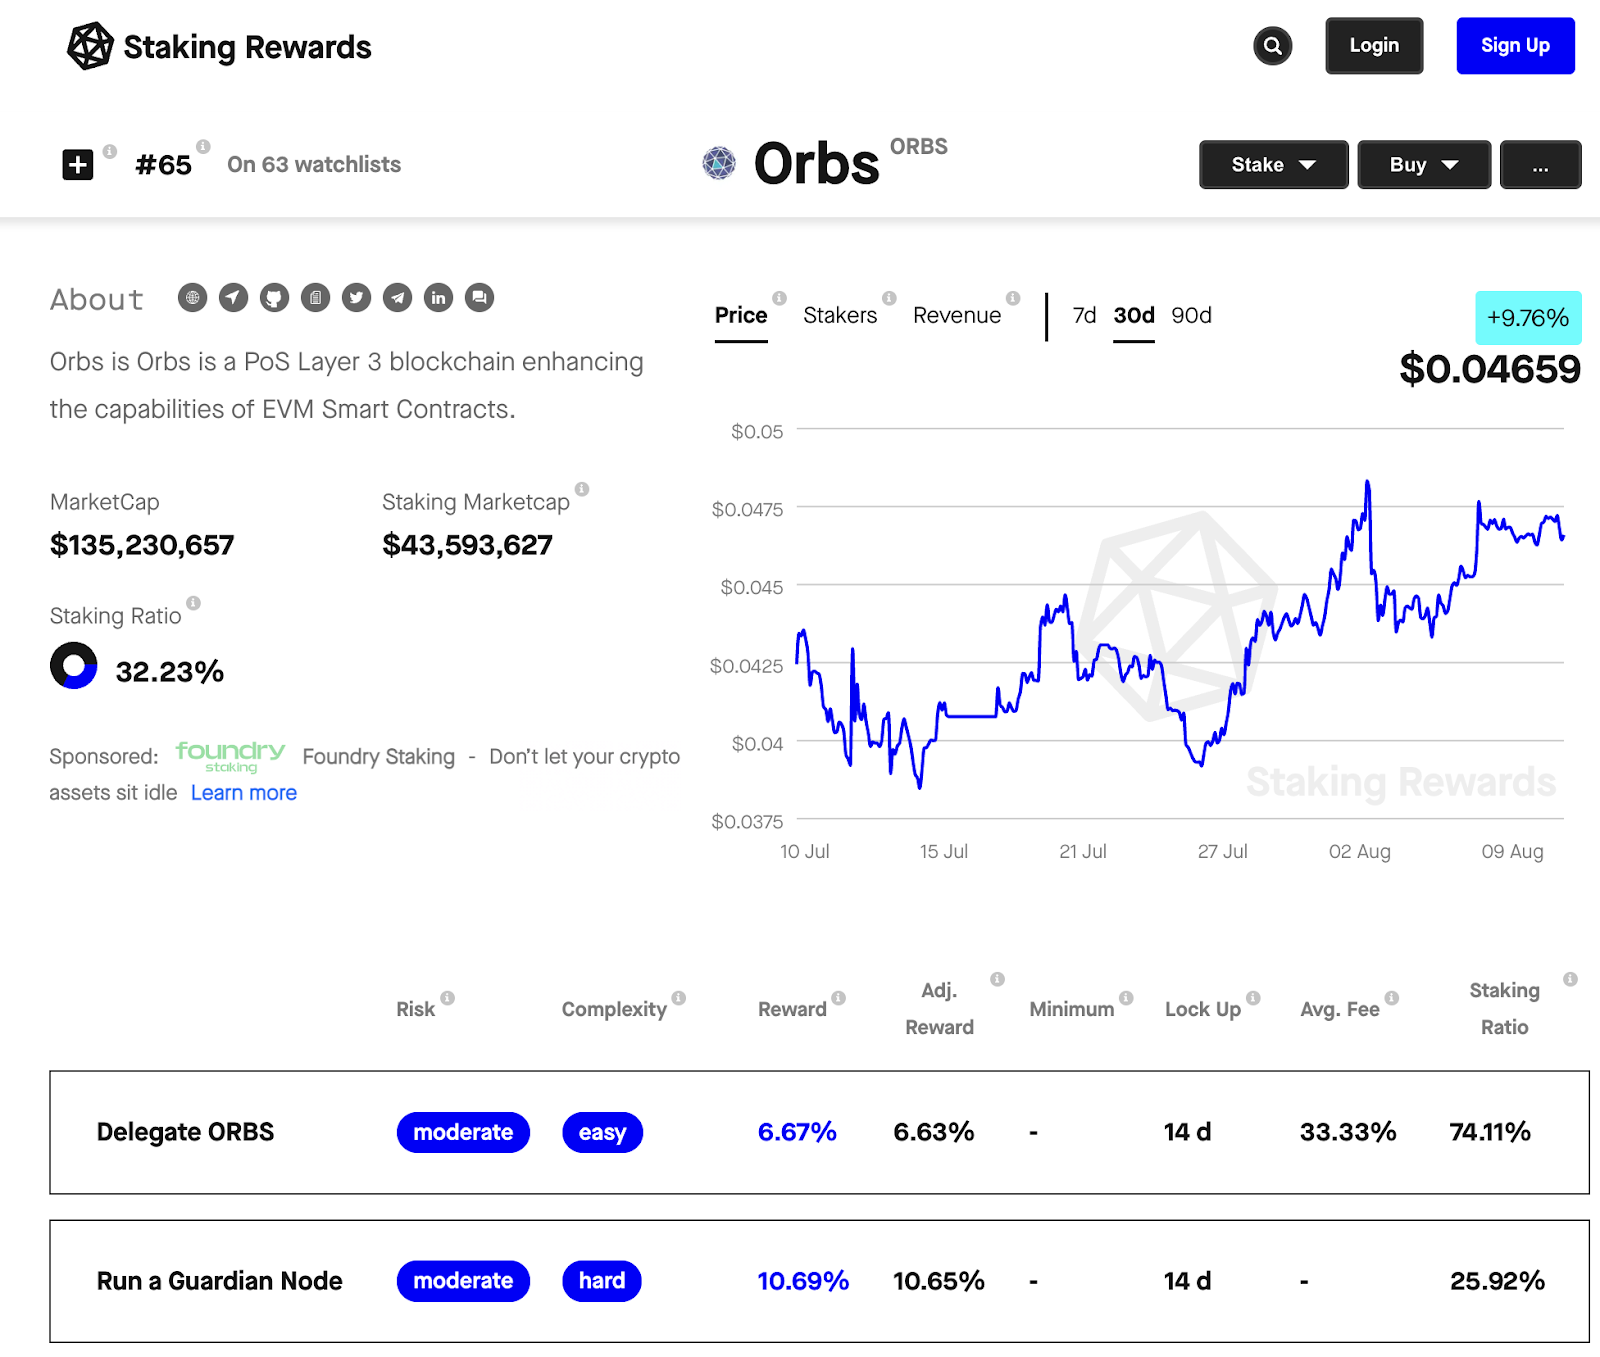 Staking Rewards
Login
Sign Up
#65
On 63 watchlists
Orbs ORBS
Stake
Buy
...
About
Orbs is Orbs is a PoS Layer 3 blockchain enhancing
the capabilities of EVM Smart Contracts.
MarketCap
$135,230,657
Staking Marketcap
$43,593,627
Staking Ratio
32.23%
Sponsored: foundry staking Foundry Staking - Don't let your crypto
assets sit idle Learn more
Price Stakers Revenue 7d 30d 90d
+9.76%
$0.04659
$0.05
$0.0475
$0.045
$0.0425
$0.04
$0.0375
Staking Rewards
10 Jul 15 Jul 21 Jul 27 Jul 02 Aug 09 Aug
Risk Complexity Reward Adj. Reward Minimum Lock Up Avg. Fee Staking Ratio
Delegate ORBS moderate easy 6.67% 6.63% - 14 d 33.33% 74.11%
Run a Guardian Node moderate hard 10.69% 10.65% - 14 d - 25.92%